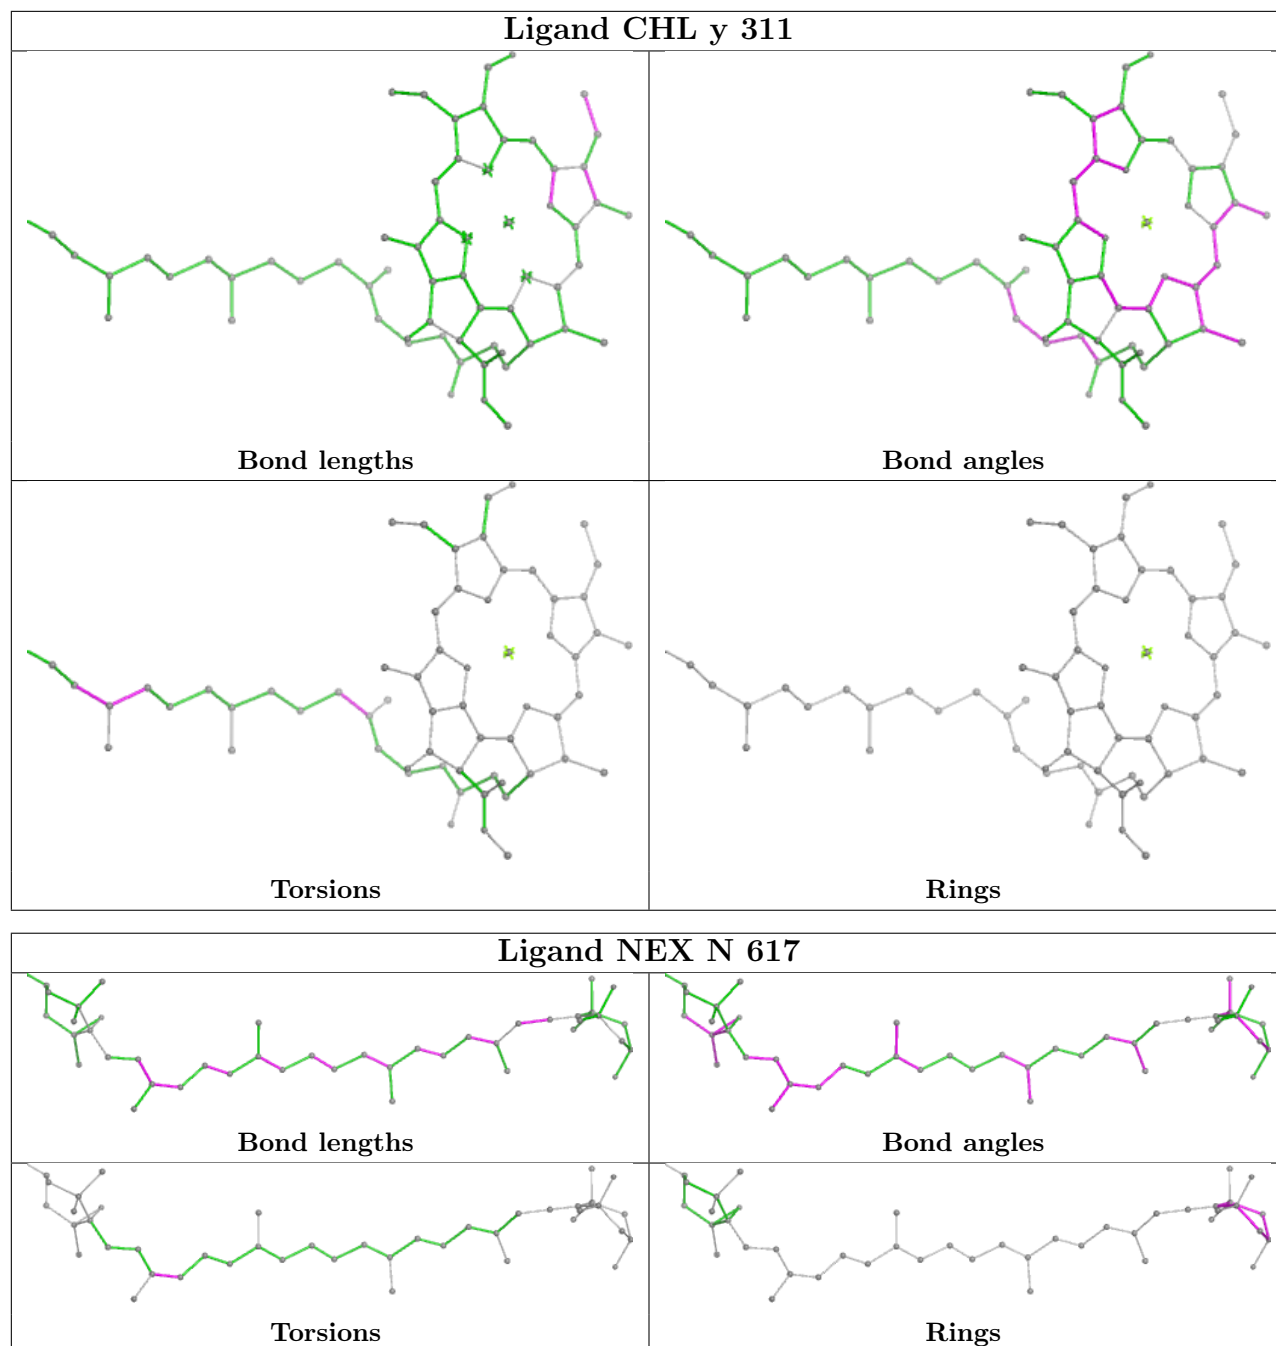 Ligand CHL y 311
Bond lengths
Bond angles
Torsions
Rings
Ligand NEX N 617
Bond lengths
Bond angles
Torsions
Rings